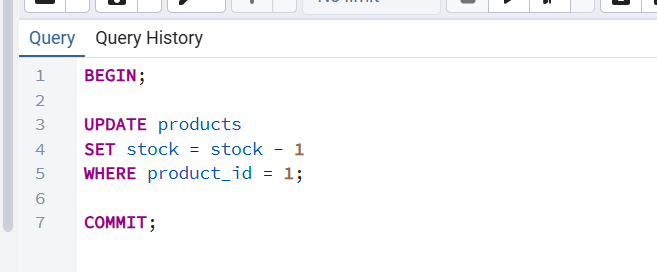 Query Query History
1 BEGIN;
2
3 UPDATE products
4 SET stock = stock - 1
5 WHERE product_id = 1;
6
7 COMMIT;